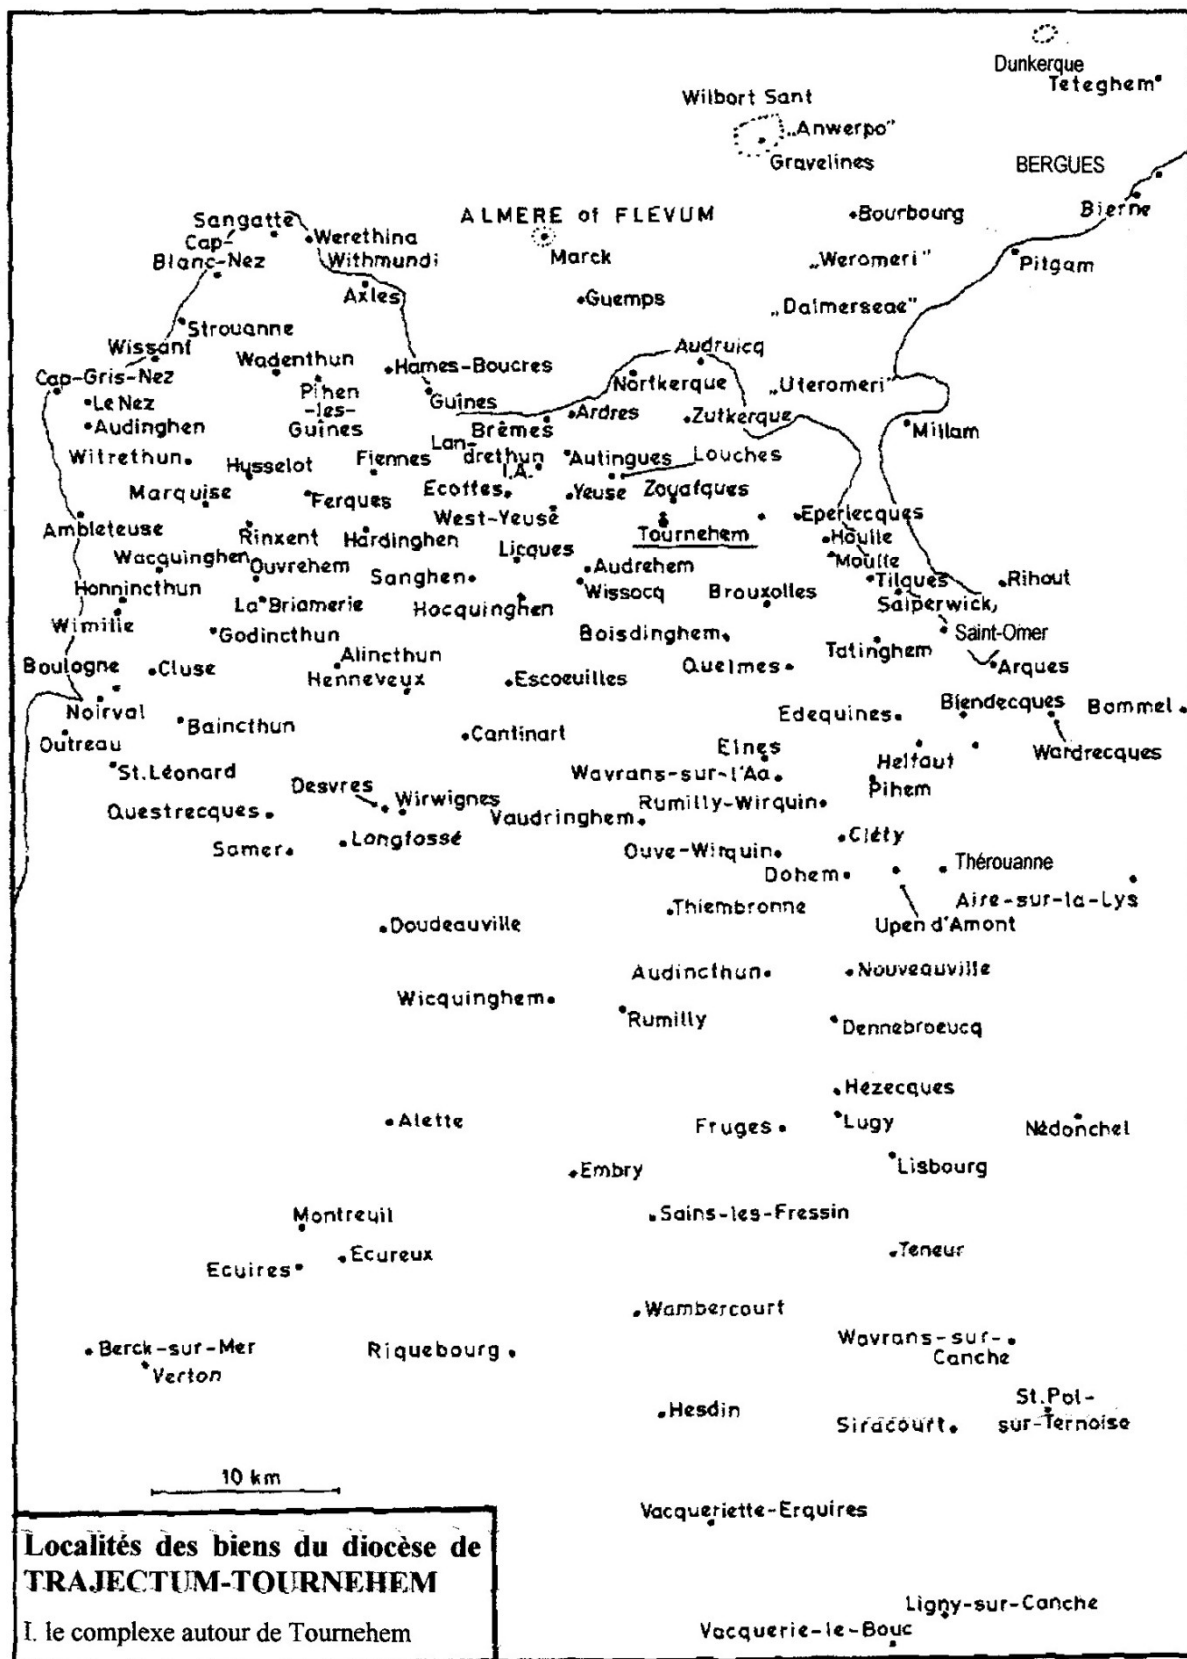 Dunkerque
Teteghem
Wilbort Sant
„Anwerpo"
Gravelines
BERGUES
Bierne
Sangatte
ALMERE of FLEVUM
Bourbourg
Cap-
Blanc-Nez
Werethina
Withmundi
Marck
„Weromeri"
Pitgam
Axles
Guemps
„Dalmerseae"
Strouanne
Wissant
Wadenthun
Hames-Boucres
Audruicq
Cap-Gris-Nez
Le Nez
Pihen
-les-
Guînes
Guînes
Nortkerque
„Uteromeri"
Audinghen
Brêmes
Ardres
Zutkerque
Millam
Witrethun
Hysselot
Fiennes
Lan-
drethun
I.A.
Autingues
Louches
Marquise
Ferques
Ecottes
Yeuse
Zoyafques
Ambleteuse
Rinxent
Hardinghen
West-Yeuse
Tournehem
Eperlecques
Houlle
Wacquinghen
Ouvrehem
Licques
Audrehem
Moulle
Honnincthun
Sanghen
Wissocq
Brouxolles
Tilques
Rihout
La Briamerie
Hocquinghen
Salperwick,
Wimille
Godincthun
Boisdinghem
Tatinghem
Saint-Omer
Boulogne
Cluse
Alincthun
Henneveux
Escoeuilles
Quelmes
Arques
Noirval
Baincthun
Edequines
Blendecques
Bommel
Outreau
Cantinart
Elnes
Helfaut
Wardrecques
St.Léonard
Wavrans-sur-l'Aa
Pihem
Desvres
Wirwignes
Rumilly-Wirquin
Questrecques
Vaudringhem
Samer
Longfossé
Ouve-Wirquin
Cléty
Dohem
Thérouanne
Aire-sur-la-Lys
Thiembronne
Upen d'Amont
Doudeauville
Audincthun
Nouveauville
Wicquinghem
Rumilly
Dennebroeucq
Hézecques
Alette
Fruges
Lugy
Nédonchel
Embry
Lisbourg
Montreuil
Sains-les-Fressin
Ecuires
Ecureux
Teneur
Wambercourt
Berck-sur-Mer
Verton
Riquebourg
Wavrans-sur-
Canche
Hesdin
St.Pol-
sur-Ternoise
Siracourt
10 km
Vacqueriette-Erquires
Localités des biens du diocèse de
TRAJECTUM-TOURNEHEM
I. le complexe autour de Tournehem
Ligny-sur-Canche
Vacquerie-le-Bouc